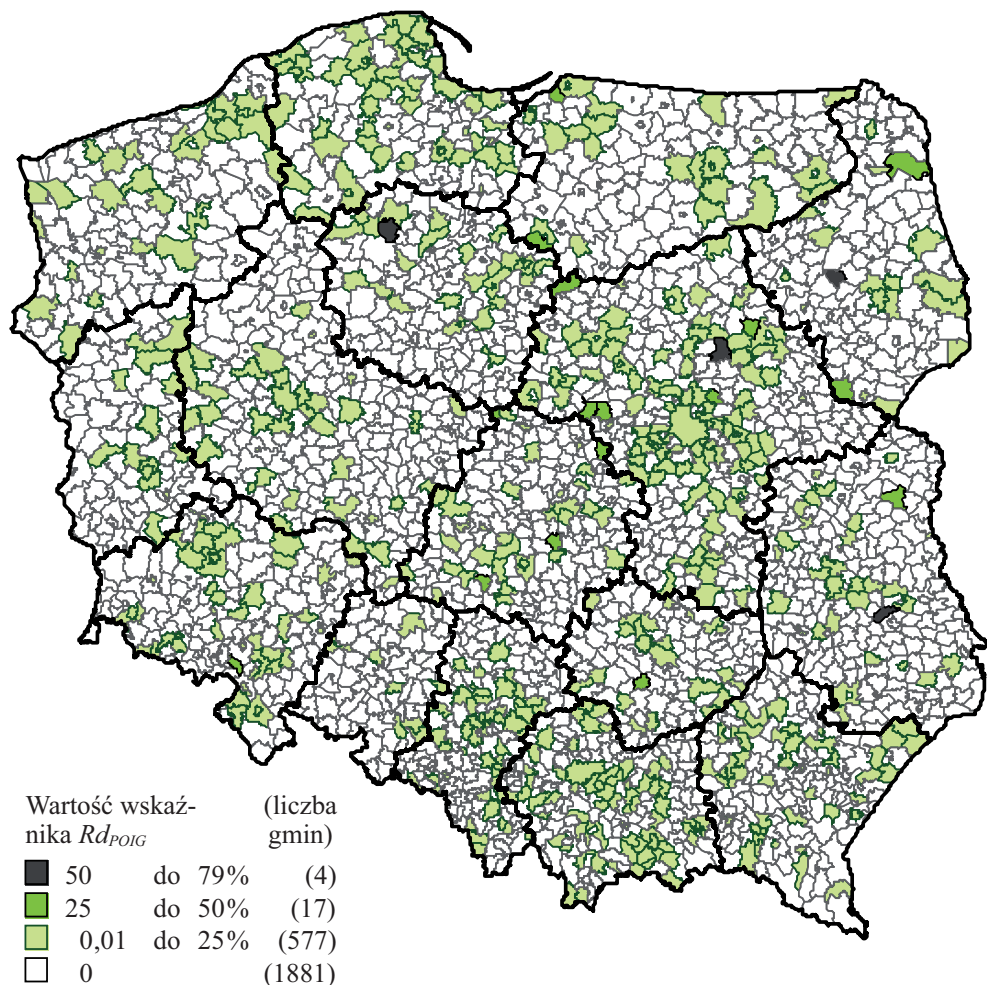 Wartość wskaź- (liczba
nika Rd_POIG gmin)
50 do 79% (4)
25 do 50% (17)
0,01 do 25% (577)
0 (1881)